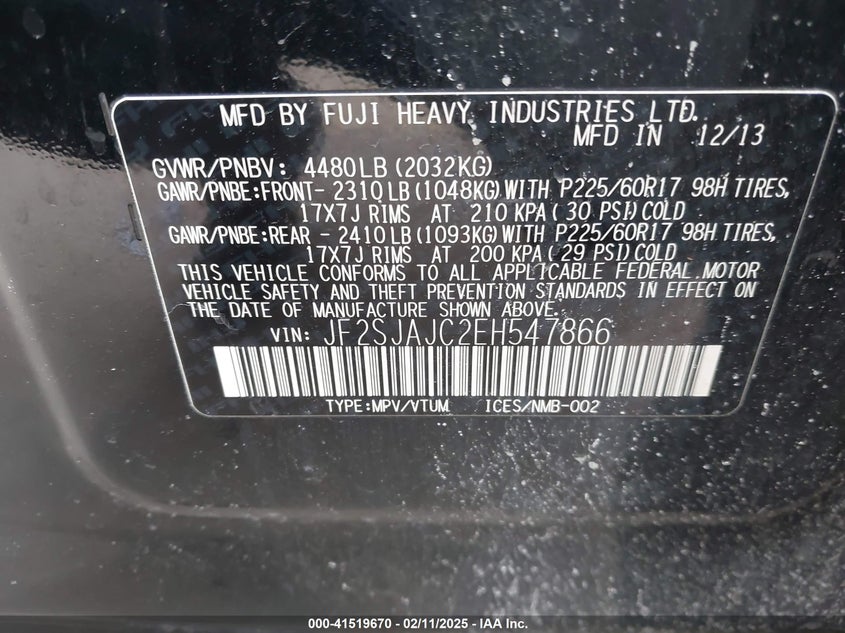 MFD BY FUJI HEAVY INDUSTRIES LTD.
MFD IN 12/13
GVWR/PNBV: 4480LB (2032KG)
GAWR/PNBE:FRONT- 2310 LB (1048KG) WITH P225/60R17 98H TIRES,
17X7J RIMS AT 210 KPA ( 30 PSI) COLD
GAWR/PNBE:REAR - 2410 LB (1093KG) WITH P225/60R17 98H TIRES,
17X7J RIMS AT 200 KPA ( 29 PSI) COLD
THIS VEHICLE CONFORMS TO ALL APPLICABLE FEDERAL MOTOR
VEHICLE SAFETY AND THEFT PREVENTION STANDARDS IN EFFECT ON
THE DATE OF MANUFACTURE SHOWN ABOVE.
VIN: JF2SJAJC2EH547866
TYPE:MPV/VTUM ICES/NMB-002
000-41519670 - 02/11/2025 - IAA Inc.